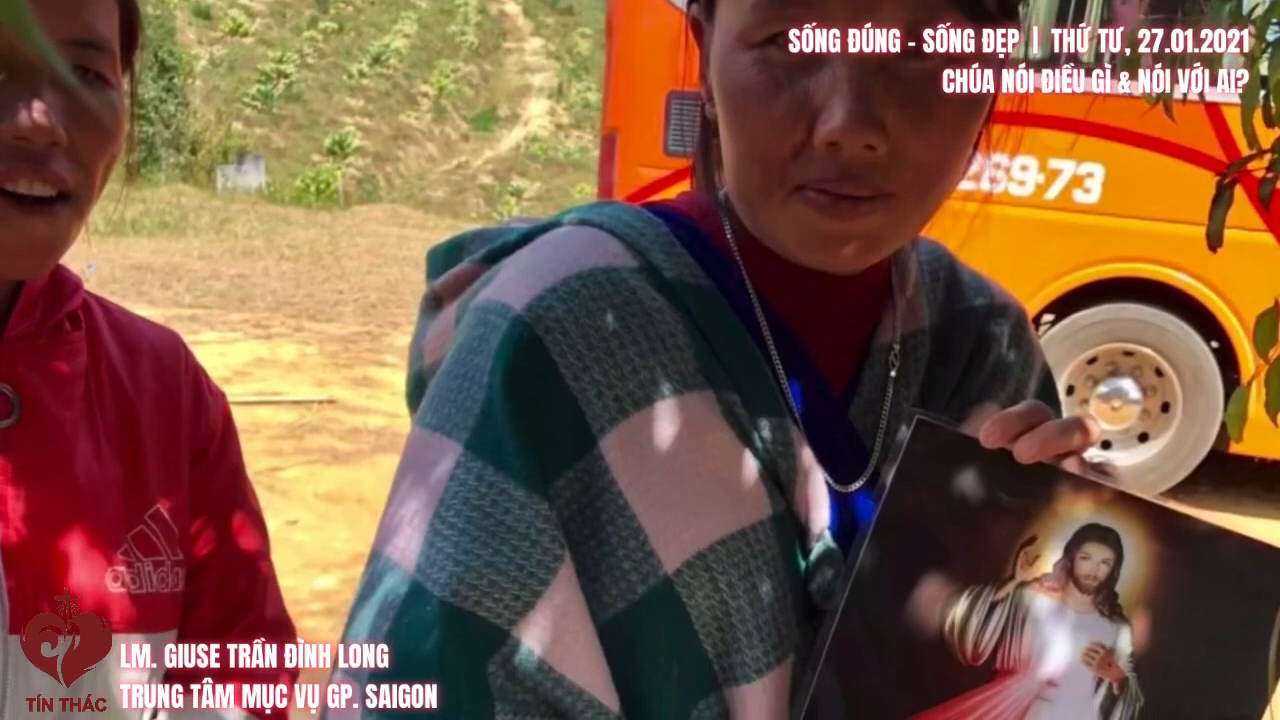 SỐNG ĐÚNG - SỐNG ĐẸP | THỨ TƯ, 27.01.2021
CHÚA NÓI ĐIỀU GÌ & NÓI VỚI AI?
269-73
adidas
LM. GIUSE TRẦN ĐÌNH LONG
TRUNG TÂM MỤC VỤ GP. SAIGON
TÍN THÁC